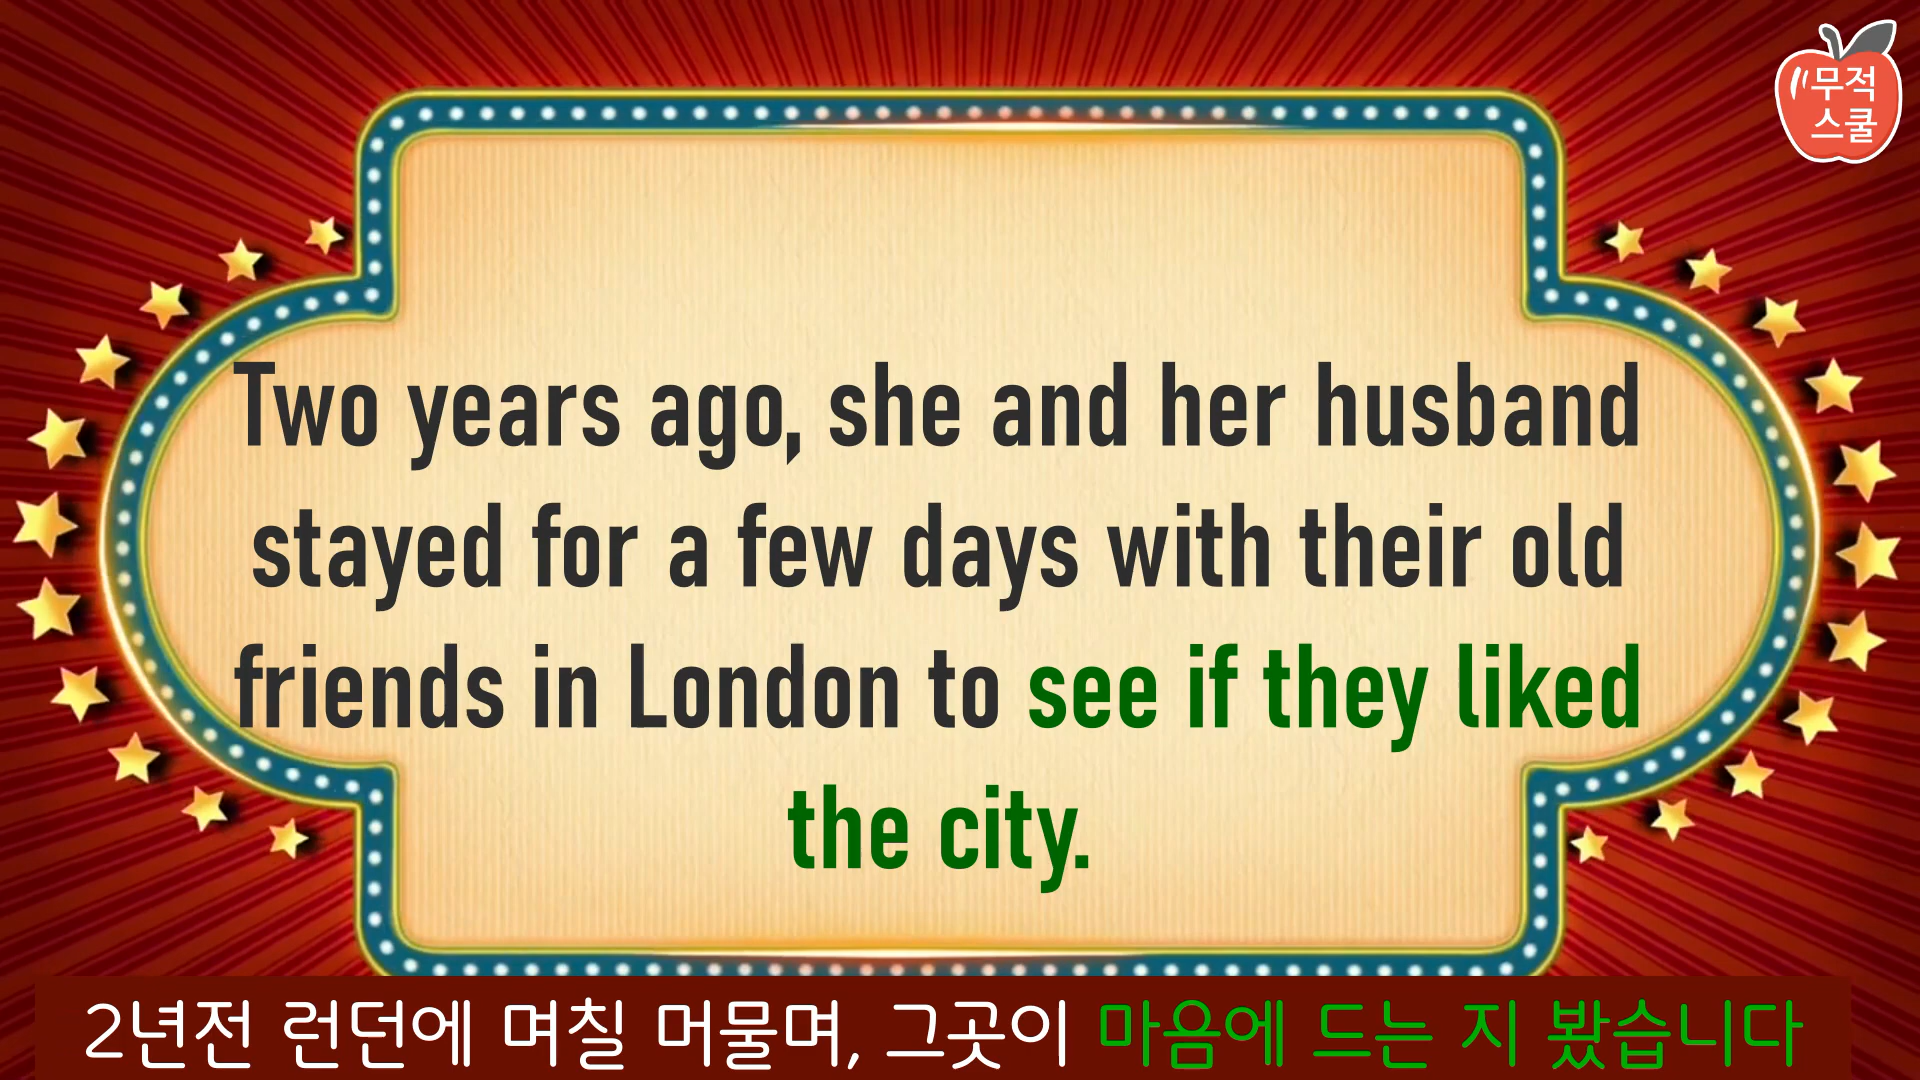 무적
스쿨
Two years ago, she and her husband
stayed for a few days with their old
friends in London to see if they liked
the city.
2년전 런던에 며칠 머물며, 그곳이 마음에 드는 지 봤습니다